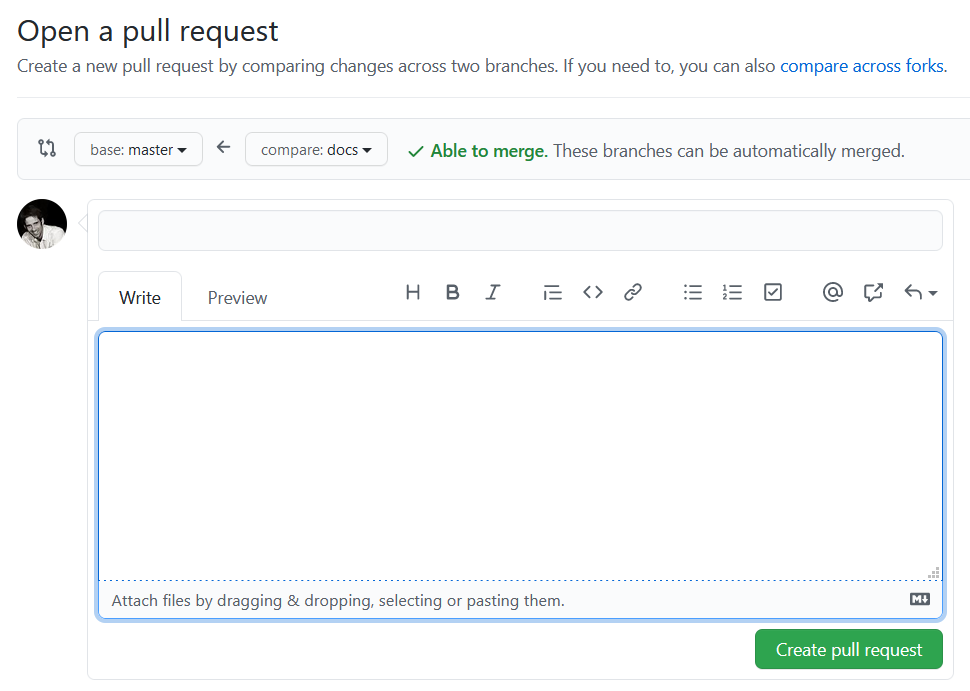 Open a pull request
Create a new pull request by comparing changes across two branches. If you need to, you can also compare across forks.
base: master compare: docs Able to merge. These branches can be automatically merged.
Write Preview H B I @
Attach files by dragging & dropping, selecting or pasting them. M
Create pull request